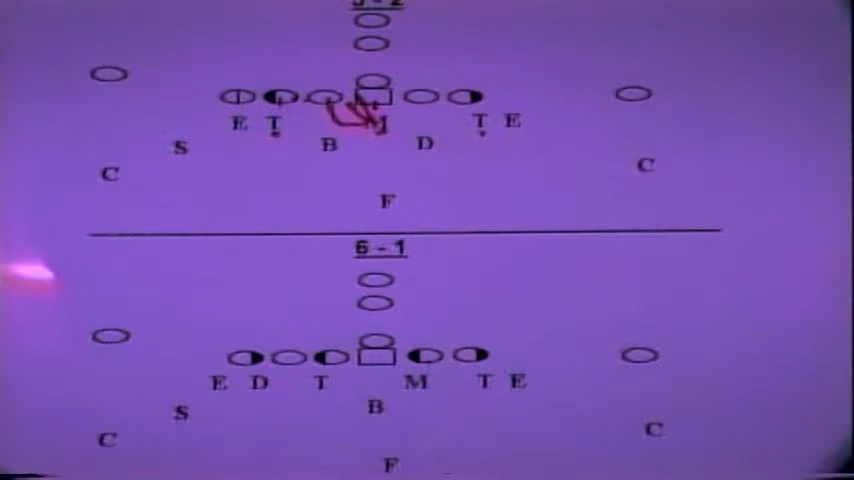 5 - 2
E T M T E
S B D
C C
F
6 - 1
E D T M T E
S B
C C
F